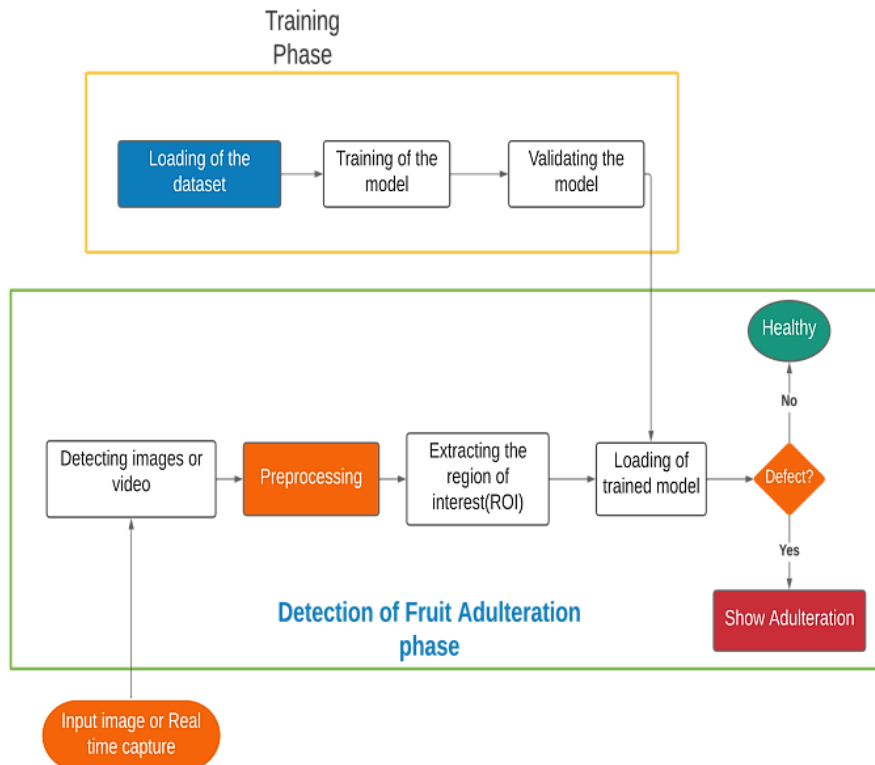 Training
Phase
Loading of the
dataset
Training of the
model
Validating the
model
Healthy
No
Detecting images or
video
Preprocessing
Extracting the
region of
interest(ROI)
Loading of
trained model
Defect?
Yes
Detection of Fruit Adulteration
phase
Show Adulteration
Input image or Real
time capture